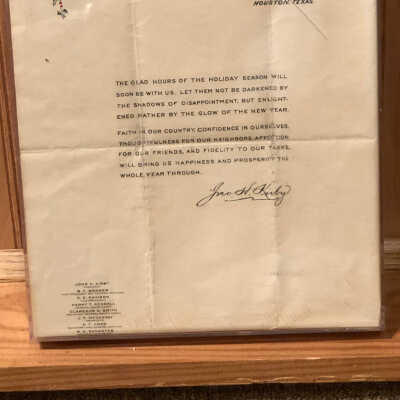 HOUSTON, TEXAS.
THE GLAD HOURS OF THE HOLIDAY SEASON WILL
SOON BE WITH US. LET THEM NOT BE DARKENED BY
THE SHADOWS OF DISAPPOINTMENT, BUT ENLIGHT-
ENED RATHER BY THE GLOW OF THE NEW YEAR.
FAITH IN OUR COUNTRY, CONFIDENCE IN OURSELVES,
THOUGHTFULNESS FOR OUR NEIGHBORS, AFFECTION
FOR OUR FRIENDS, AND FIDELITY TO OUR TASKS,
WILL BRING US HAPPINESS AND PROSPERITY THE
WHOLE YEAR THROUGH.
Jno. H. Kirby
JOHN H. KIRBY